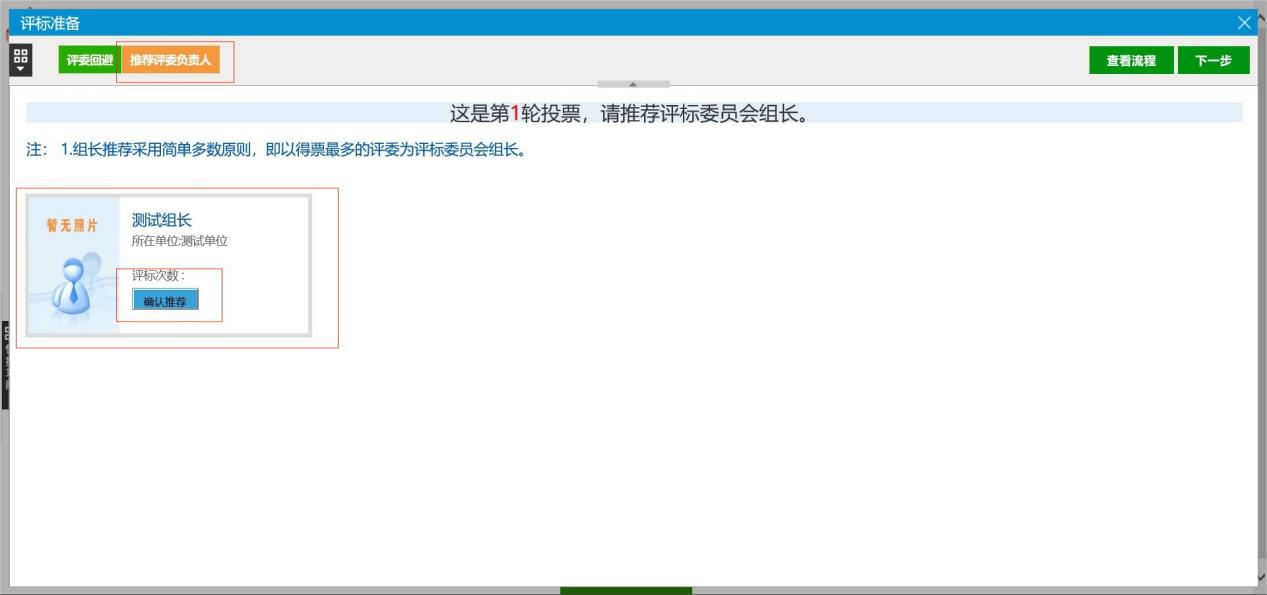 评标准备
评委回避 推荐评委负责人 查看流程 下一步
这是第1轮投票，请推荐评标委员会组长。
注： 1.组长推荐采用简单多数原则，即以得票最多的评委为评标委员会组长。
暂无照片
测试组长
所在单位:测试单位
评标次数：
确认推荐